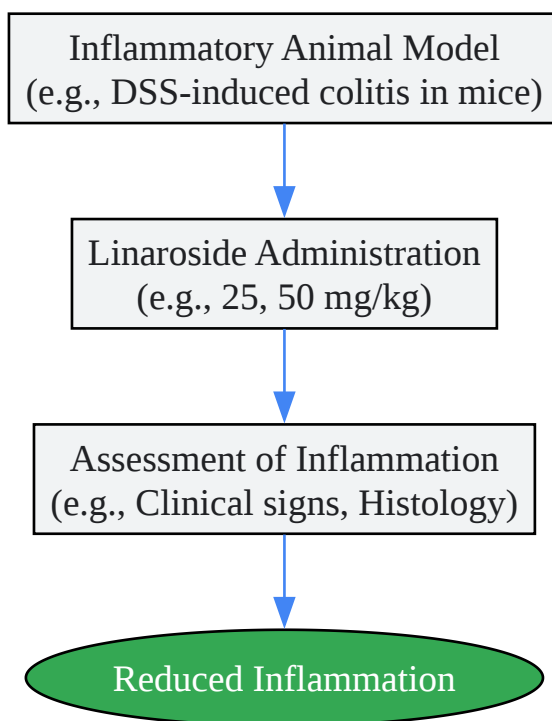 Inflammatory Animal Model
(e.g., DSS-induced colitis in mice)
Linaroside Administration
(e.g., 25, 50 mg/kg)
Assessment of Inflammation
(e.g., Clinical signs, Histology)
Reduced Inflammation